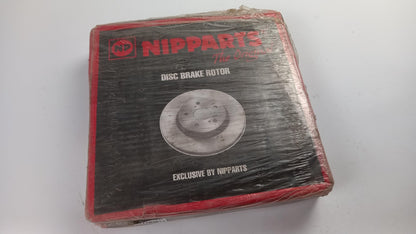 NIPPARTS
DISC BRAKE ROTOR
EXCLUSIVE BY NIPPARTS